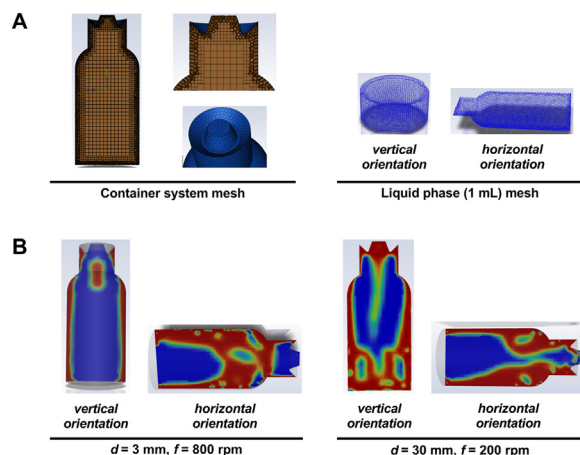 A
vertical
orientation
horizontal
orientation
Container system mesh
Liquid phase (1 mL) mesh
B
vertical
orientation
horizontal
orientation
vertical
orientation
horizontal
orientation
d = 3 mm, f = 800 rpm
d = 30 mm, f = 200 rpm